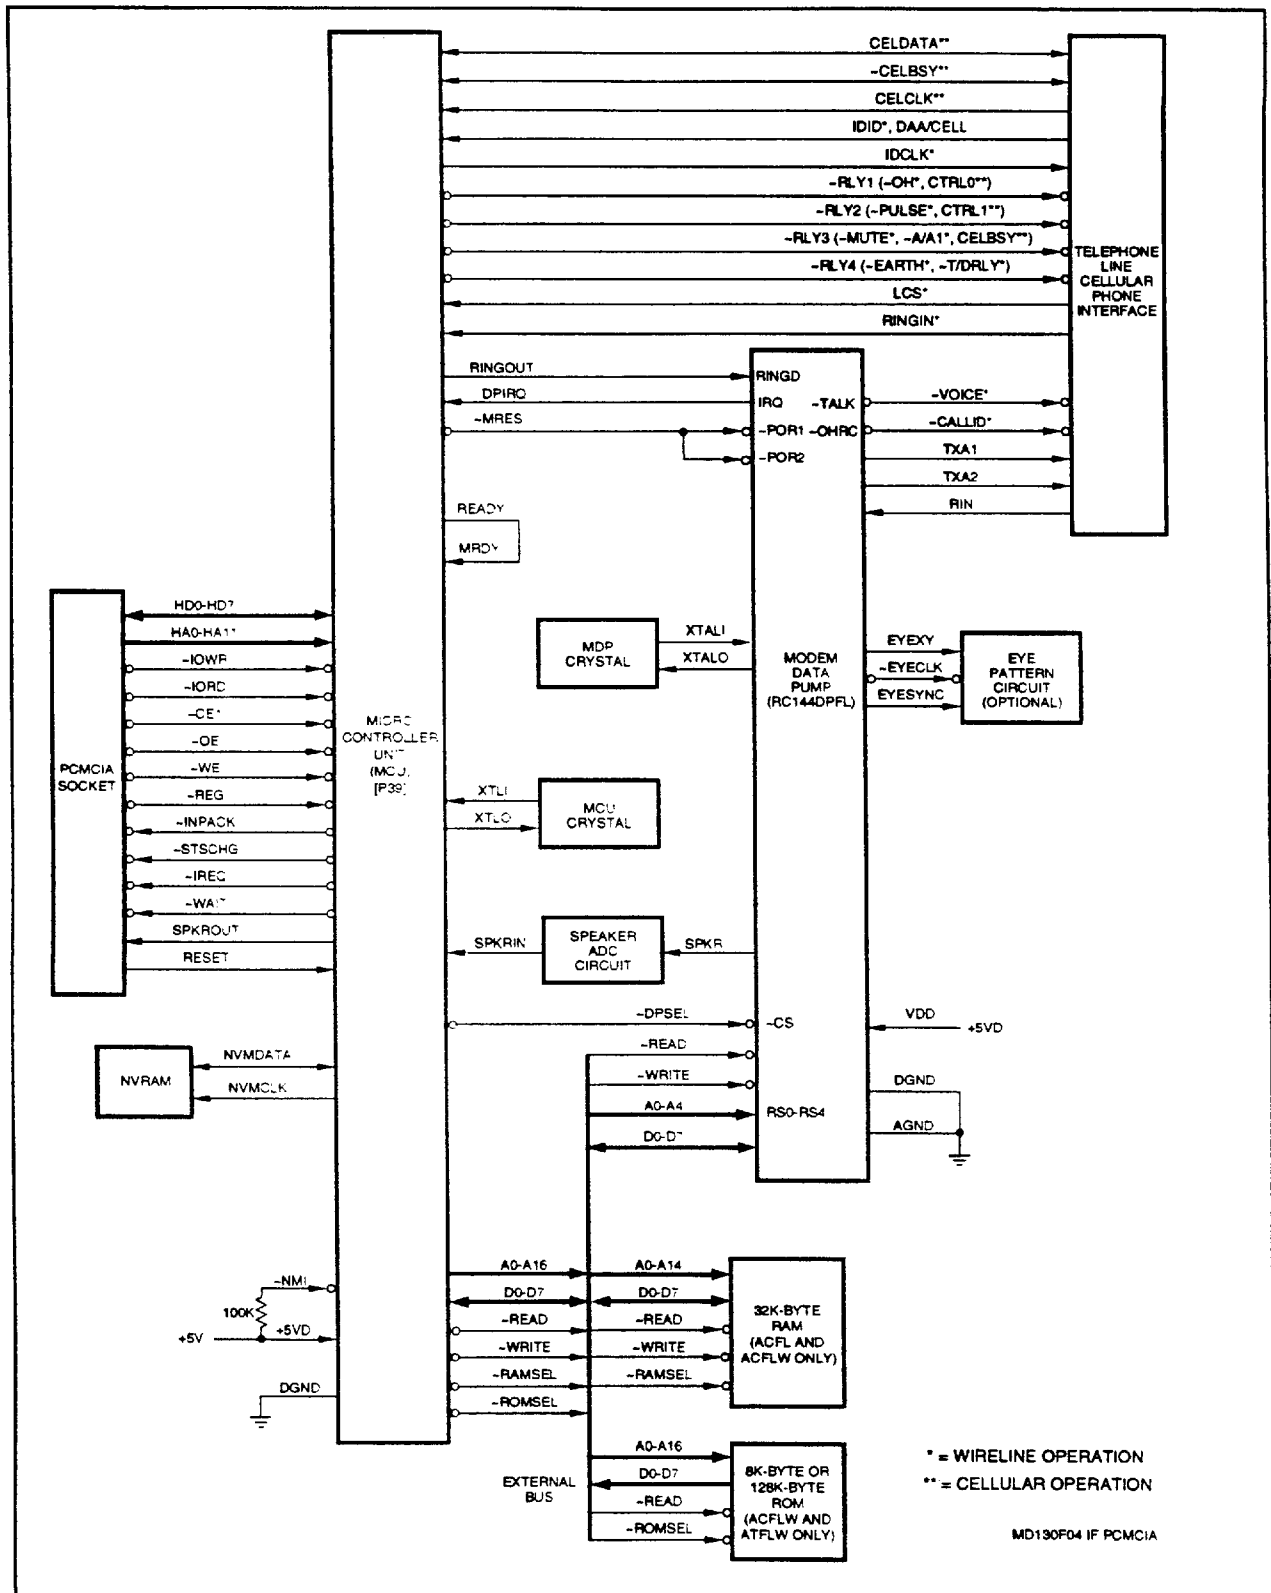 CELDATA**
~CELBSY**
CELCLK**
IDID*, DAA/CELL
IDCLK*
~RLY1 (~OH*, CTRL0**)
~RLY2 (~PULSE*, CTRL1**)
~RLY3 (~MUTE*, ~A/A1*, CELBSY**)
~RLY4 (~EARTH*, ~T/DRLY*)
LCS*
RINGIN*
TELEPHONE
LINE
CELLULAR
PHONE
INTERFACE
RINGOUT
DPIRQ
~MRES
RINGD
IRQ
~TALK
~POR1
~OHRC
~POR2
~VOICE*
~CALLID*
TXA1
TXA2
RIN
READY
MRDY
PCMCIA
SOCKET
HD0-HD7
HA0-HA11
~IOWR
~IORD
~CE1
~OE
~WE
~REG
~INPACK
~STSCHG
~IREQ
~WAIT
SPKROUT
RESET
MICRO
CONTROLLER
UNIT
(MCU)
[P39]
MDP
CRYSTAL
XTALI
XTALO
MODEM
DATA
PUMP
(RC144DPFL)
EYEXY
~EYECLK
EYESYNC
EYE
PATTERN
CIRCUIT
(OPTIONAL)
XTLI
XTLO
MCU
CRYSTAL
SPKRIN
SPEAKER
ADC
CIRCUIT
SPKR
~DPSEL
~CS
~READ
~WRITE
A0-A4
RS0-RS4
D0-D7
VDD
+5VD
DGND
AGND
NVRAM
NVMDATA
NVMCLK
~NMI
100K
+5V
+5VD
DGND
A0-A16
D0-D7
~READ
~WRITE
~RAMSEL
~ROMSEL
A0-A14
D0-D7
~READ
~WRITE
~RAMSEL
32K-BYTE
RAM
(ACFL AND
ACFLW ONLY)
EXTERNAL
BUS
A0-A16
D0-D7
~READ
~ROMSEL
8K-BYTE OR
128K-BYTE
ROM
(ACFLW AND
ATFLW ONLY)
* = WIRELINE OPERATION
** = CELLULAR OPERATION
MD130F04 IF PCMCIA